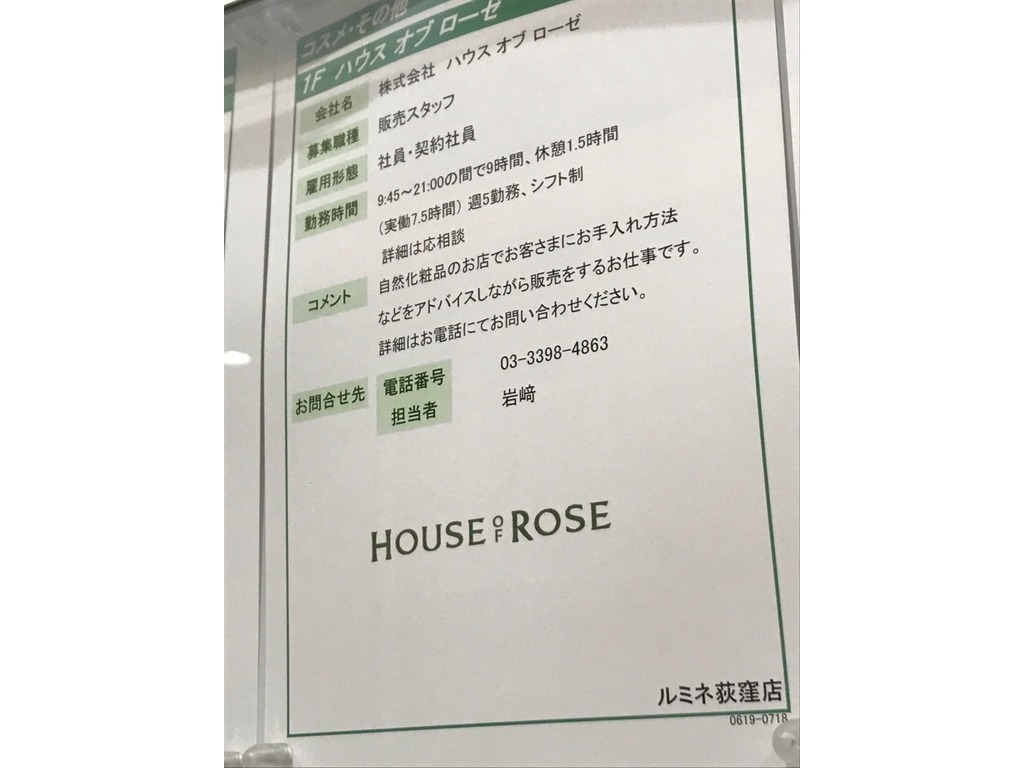 コスメ・その他
1F ハウス オブ ローゼ
会社名 株式会社 ハウス オブ ローゼ
募集職種 販売スタッフ
雇用形態 社員・契約社員
勤務時間 9:45～21:00の間で9時間、休憩1.5時間
(実働7.5時間) 週5勤務、シフト制
詳細は応相談
コメント 自然化粧品のお店でお客さまにお手入れ方法
などをアドバイスしながら販売をするお仕事です。
詳細はお電話にてお問い合わせください。
お問合せ先 電話番号 03-3398-4863
担当者 岩﨑
HOUSE OF ROSE
ルミネ荻窪店
0619-0718